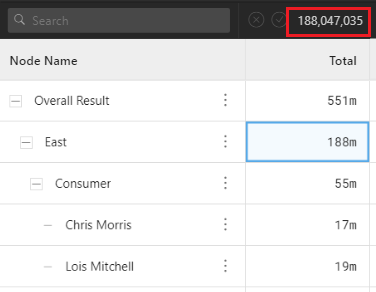 Search 188,047,035
Node Name Total
Overall Result 551m
East 188m
Consumer 55m
Chris Morris 17m
Lois Mitchell 19m